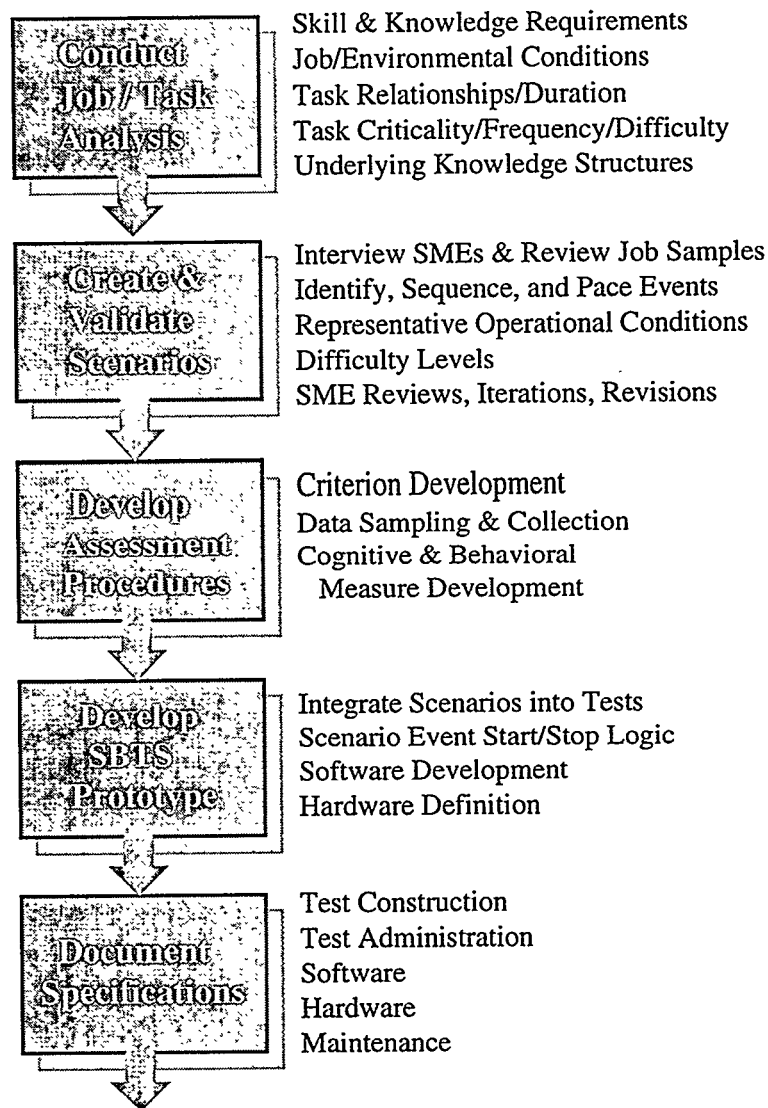 Conduct
Job / Task
Analysis
Skill & Knowledge Requirements
Job/Environmental Conditions
Task Relationships/Duration
Task Criticality/Frequency/Difficulty
Underlying Knowledge Structures
Create &
Validate
Scenarios
Interview SMEs & Review Job Samples
Identify, Sequence, and Pace Events
Representative Operational Conditions
Difficulty Levels
SME Reviews, Iterations, Revisions
Develop
Assessment
Procedures
Criterion Development
Data Sampling & Collection
Cognitive & Behavioral
Measure Development
Develop
SBTS
Prototype
Integrate Scenarios into Tests
Scenario Event Start/Stop Logic
Software Development
Hardware Definition
Document
Specifications
Test Construction
Test Administration
Software
Hardware
Maintenance